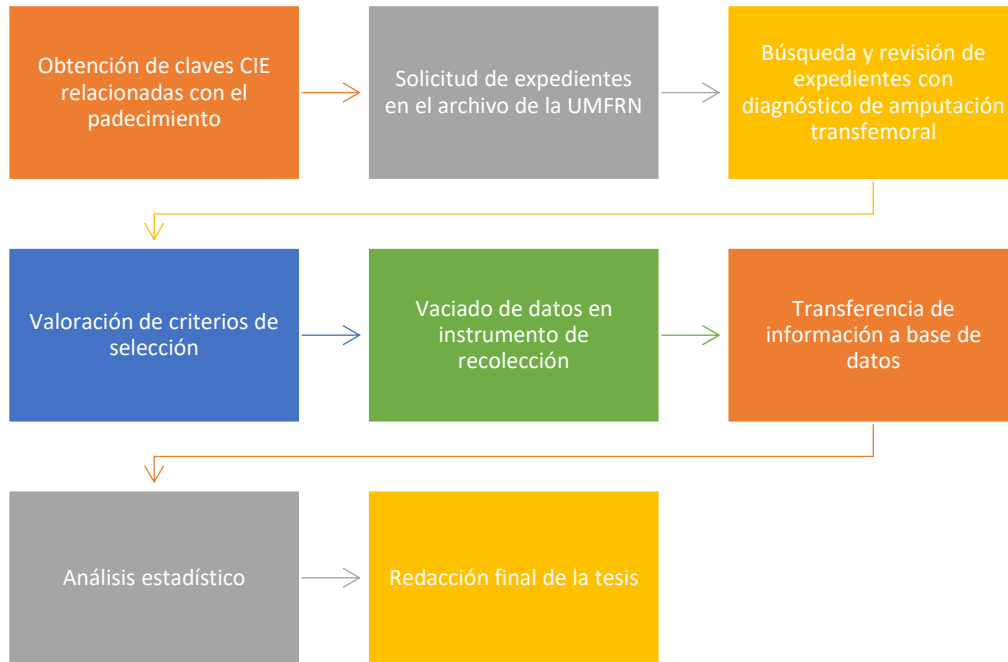 Obtención de claves CIE
relacionadas con el
padecimiento
Solicitud de expedientes
en el archivo de la UMFRN
Búsqueda y revisión de
expedientes con
diagnóstico de amputación
transfemoral
Valoración de criterios de
selección
Vaciado de datos en
instrumento de
recolección
Transferencia de
información a base de
datos
Análisis estadístico
Redacción final de la tesis